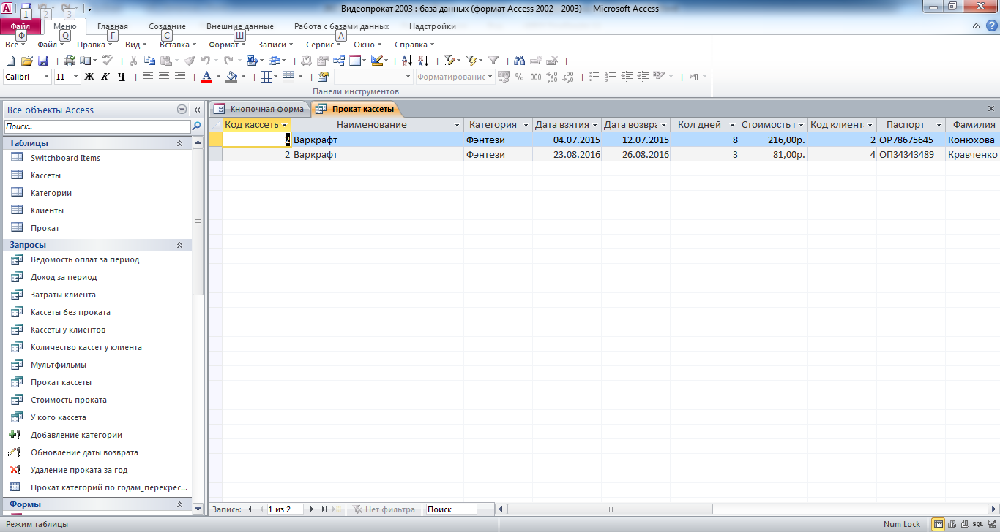 Видеопрокат 2003 : база данных (формат Access 2002 - 2003) - Microsoft Access
1 2 3
Файл Меню Главная Создание Внешние данные Работа с базами данных Надстройки
Ф Q Г С Ш А
Все Файл Правка Вид Вставка Формат Записи Сервис Окно Справка
Calibri 11 Ж К Ч Форматирование % 000
Панели инструментов
Все объекты Access
Поиск...
Таблицы
Switchboard Items
Кассеты
Категории
Клиенты
Прокат
Запросы
Ведомость оплат за период
Доход за период
Затраты клиента
Кассеты без проката
Кассеты у клиентов
Количество кассет у клиента
Мультфильмы
Прокат кассеты
Стоимость проката
У кого кассета
Добавление категории
Обновление даты возврата
Удаление проката за год
Прокат категорий по годам_перекрес...
Формы
Кнопочная форма Прокат кассеты
Код кассеть Наименование Категория Дата взятия Дата возвра Кол дней Стоимость п Код клиент Паспорт Фамилия
2 Варкрафт Фэнтези 04.07.2015 12.07.2015 8 216,00р. 2 ОР78675645 Конюхова
2 Варкрафт Фэнтези 23.08.2016 26.08.2016 3 81,00р. 4 ОП34343489 Кравченко
Запись: 1 из 2 Нет фильтра Поиск
Режим таблицы Num Lock SQL